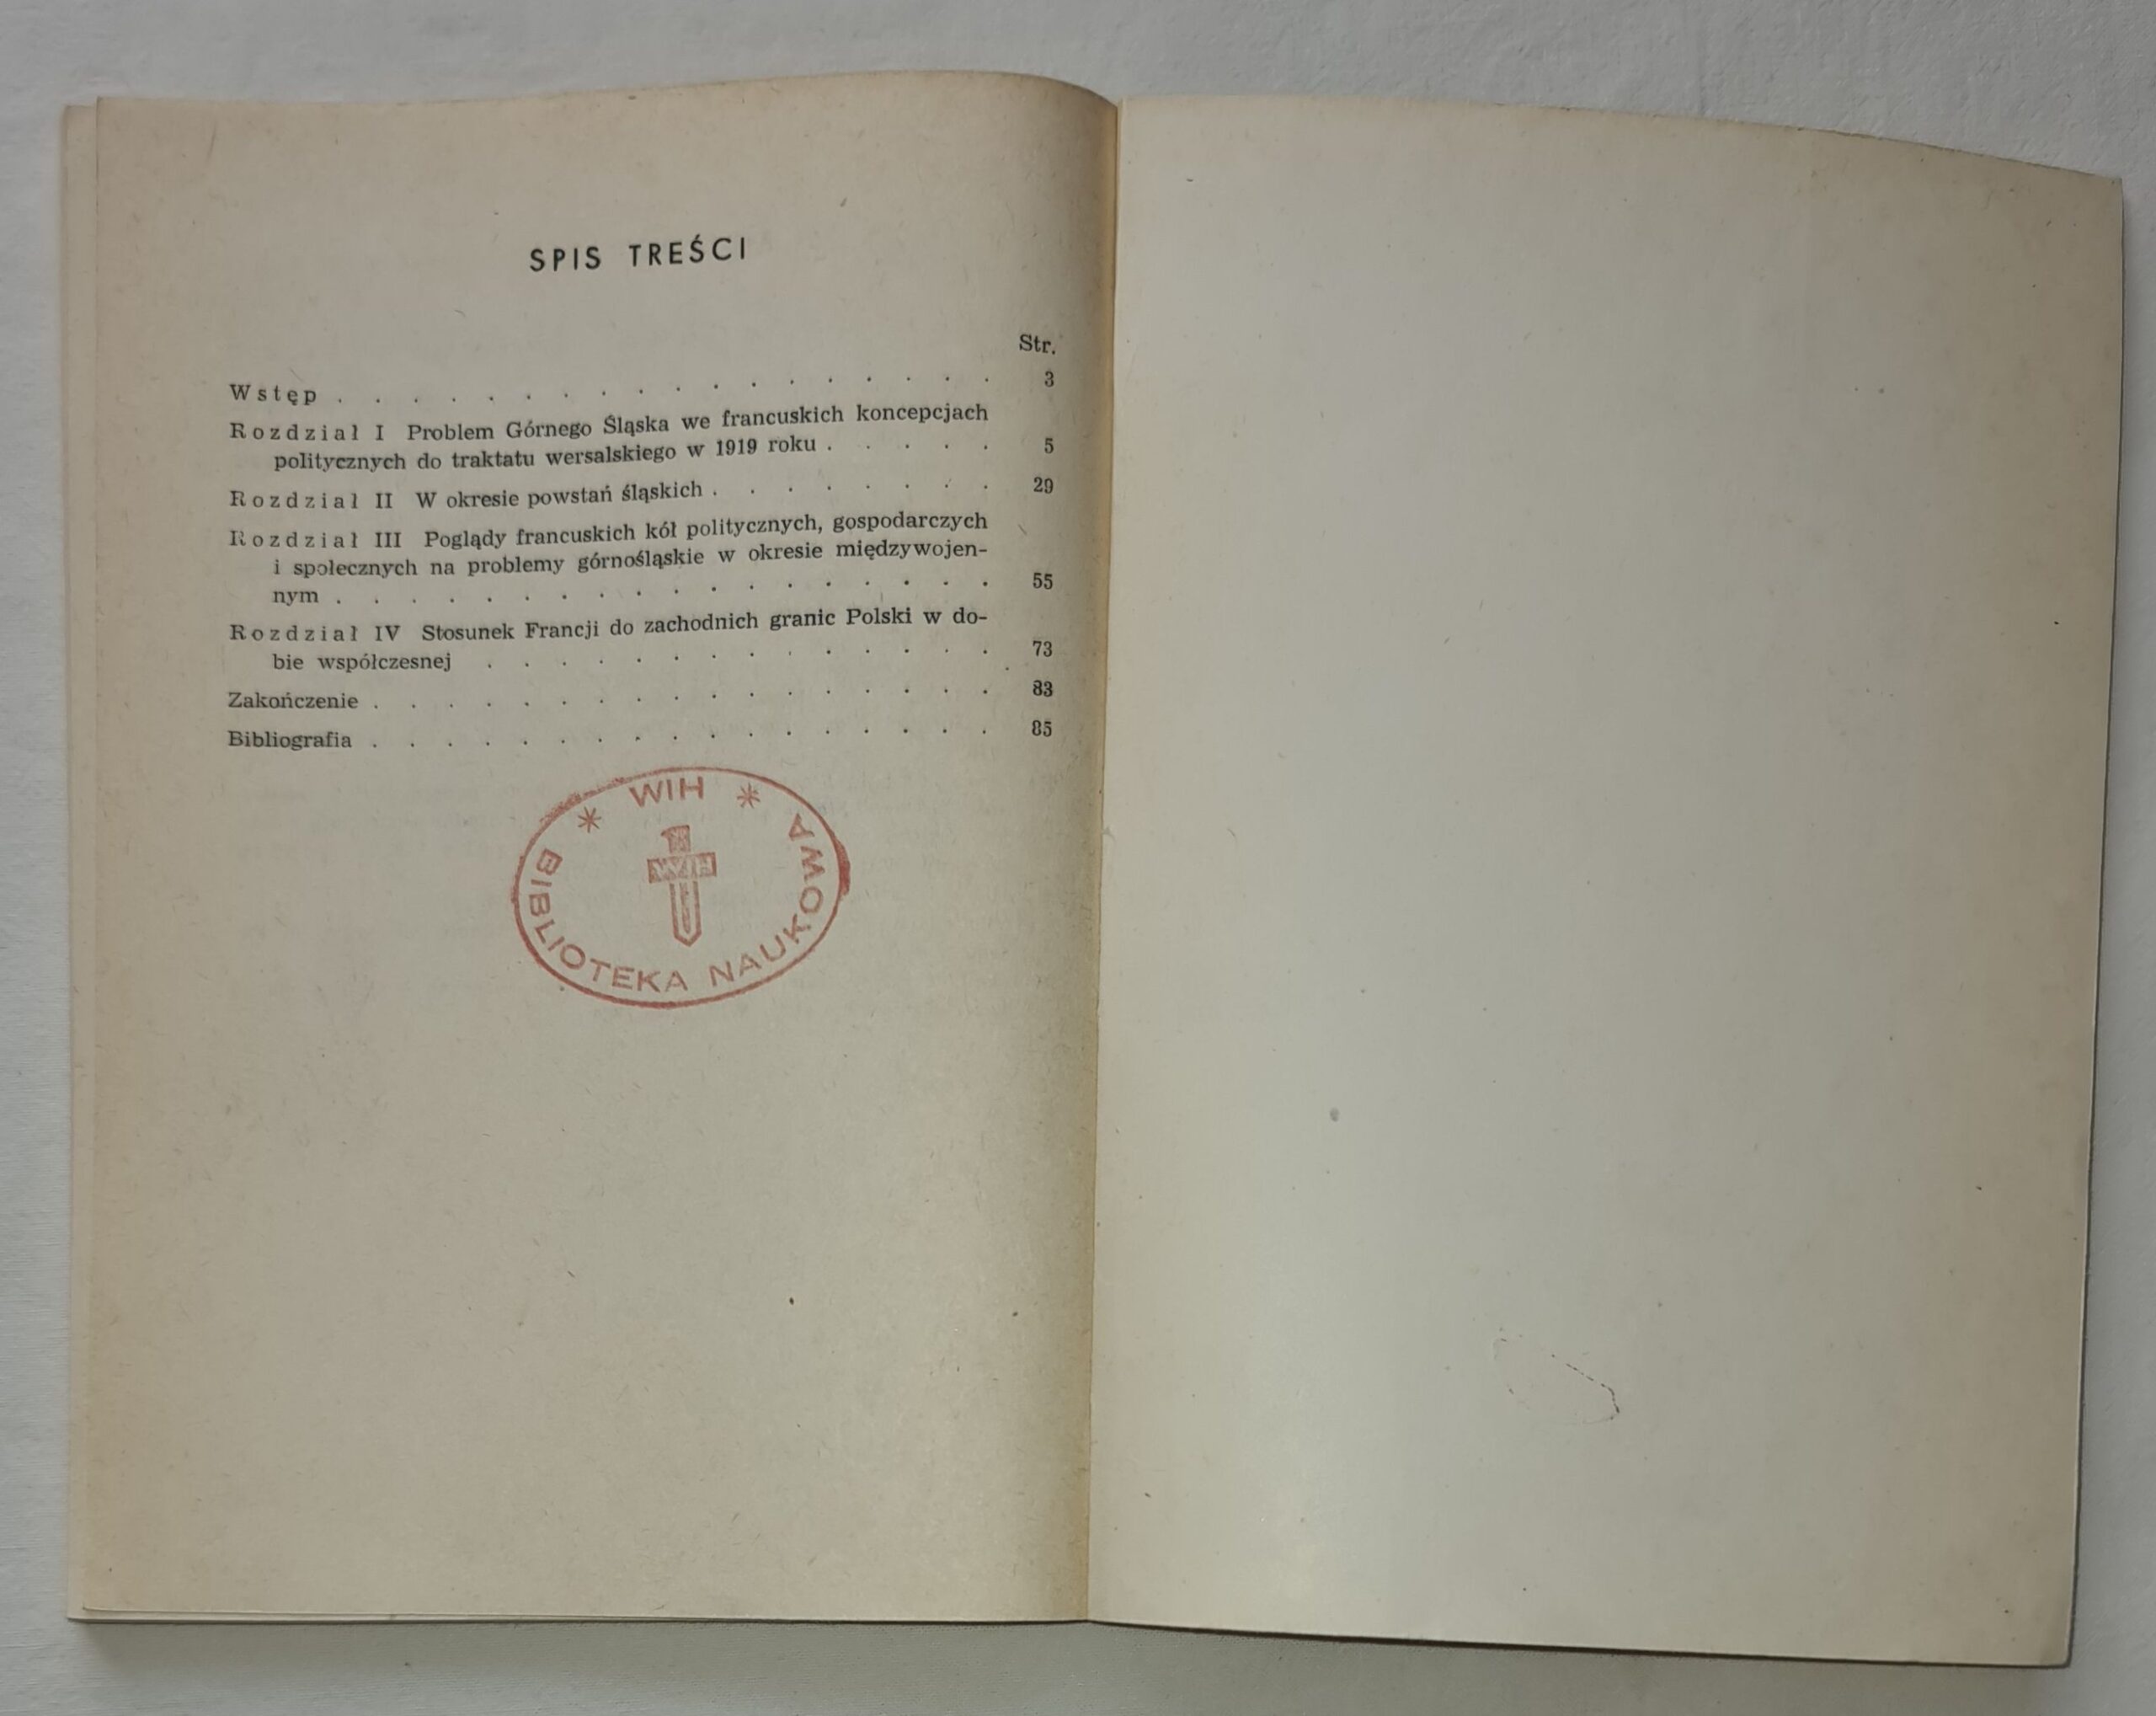 SPIS TREŚCI
Str.
Wstęp . . . . . . . . . . . . . . . . . . 3
Rozdział I Problem Górnego Śląska we francuskich koncepcjach
politycznych do traktatu wersalskiego w 1919 roku . . . . . 5
Rozdział II W okresie powstań śląskich . . . . . . . . 29
Rozdział III Poglądy francuskich kół politycznych, gospodarczych
i społecznych na problemy górnośląskie w okresie międzywojen-
nym . . . . . . . . . . . . . . . . . . 55
Rozdział IV Stosunek Francji do zachodnich granic Polski w do-
bie współczesnej . . . . . . . . . . . . . . 73
Zakończenie . . . . . . . . . . . . . . . . . 83
Bibliografia . . . . . . . . . . . . . . . . . 85
* WIH *
WIH
BIBLIOTEKA NAUKOWA